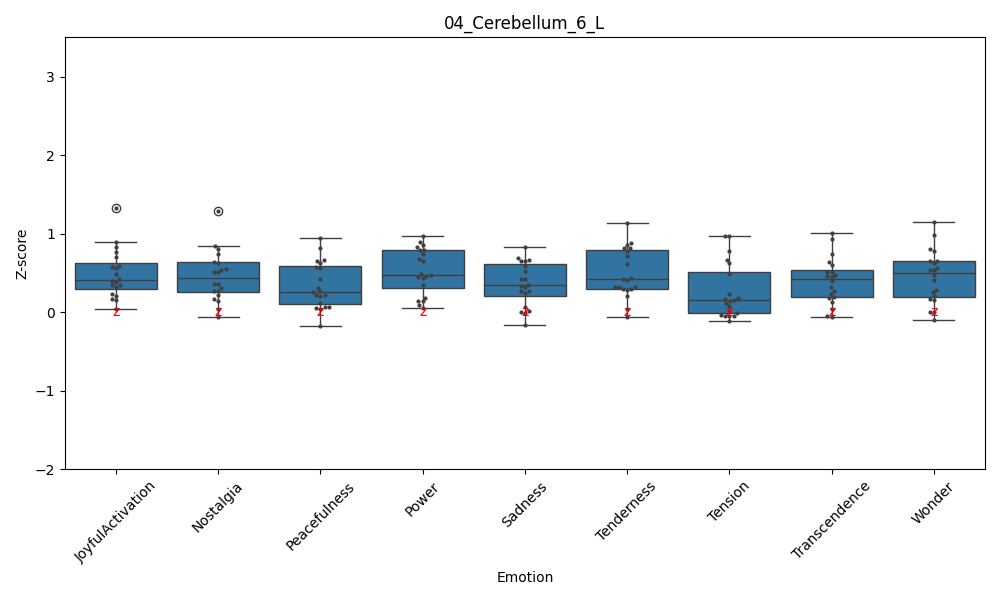 04_Cerebellum_6_L
Z-score
3
2
1
0
−1
−2
Z Z Z Z Z Z Z Z Z
JoyfulActivation
Nostalgia
Peacefulness
Power
Sadness
Tenderness
Tension
Transcendence
Wonder
Emotion